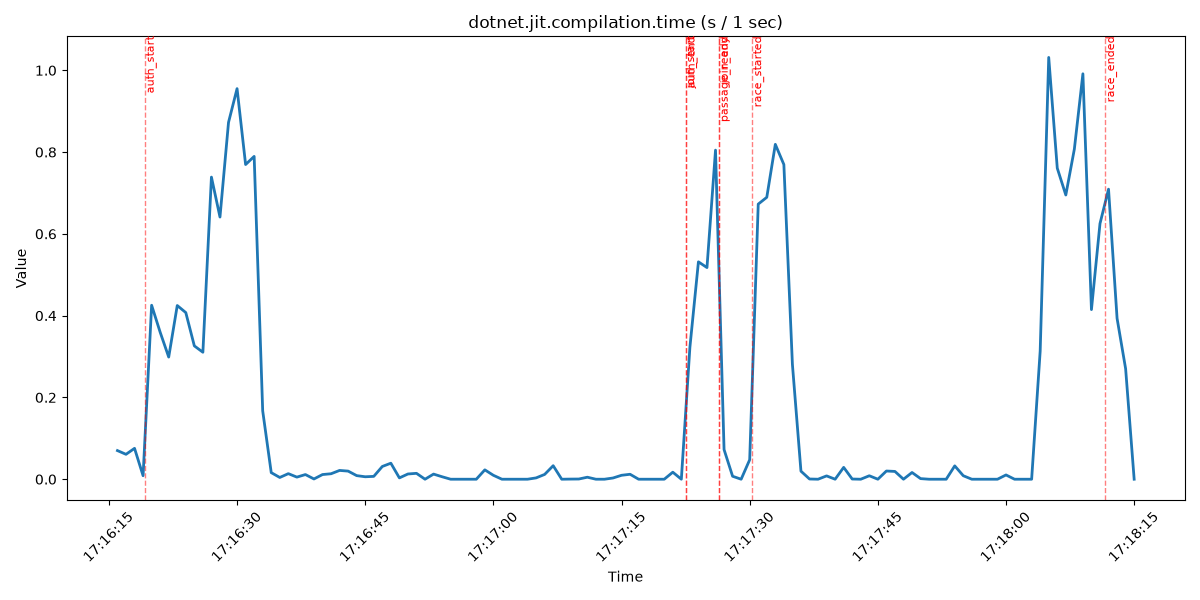 dotnet.jit.compilation.time (s / 1 sec)
Value
1.0
0.8
0.6
0.4
0.2
0.0
auth_start
auth_end
passage_ready
race_started
race_ended
17:16:15
17:16:30
17:16:45
17:17:00
17:17:15
17:17:30
17:17:45
17:18:00
17:18:15
Time